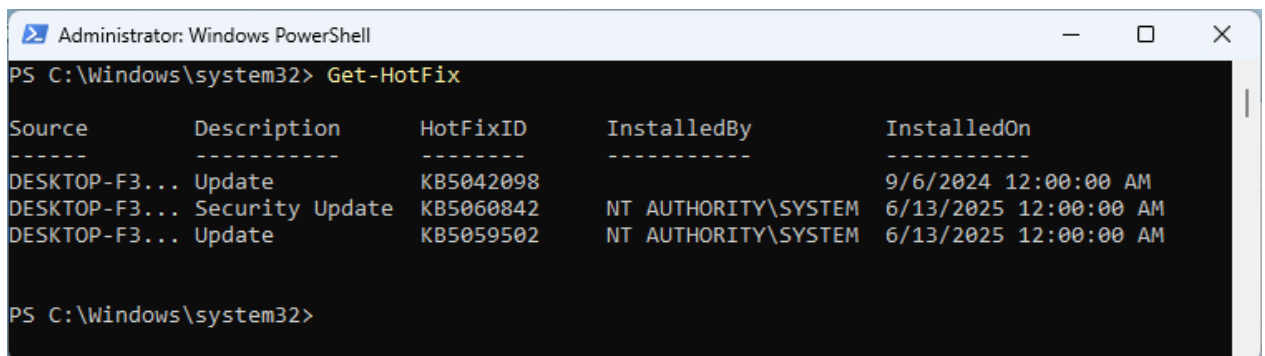 Administrator: Windows PowerShell
PS C:\Windows\system32> Get-HotFix
Source Description HotFixID InstalledBy InstalledOn
------ ----------- -------- ----------- -----------
DESKTOP-F3... Update KB5042098 9/6/2024 12:00:00 AM
DESKTOP-F3... Security Update KB5060842 NT AUTHORITY\SYSTEM 6/13/2025 12:00:00 AM
DESKTOP-F3... Update KB5059502 NT AUTHORITY\SYSTEM 6/13/2025 12:00:00 AM
PS C:\Windows\system32>